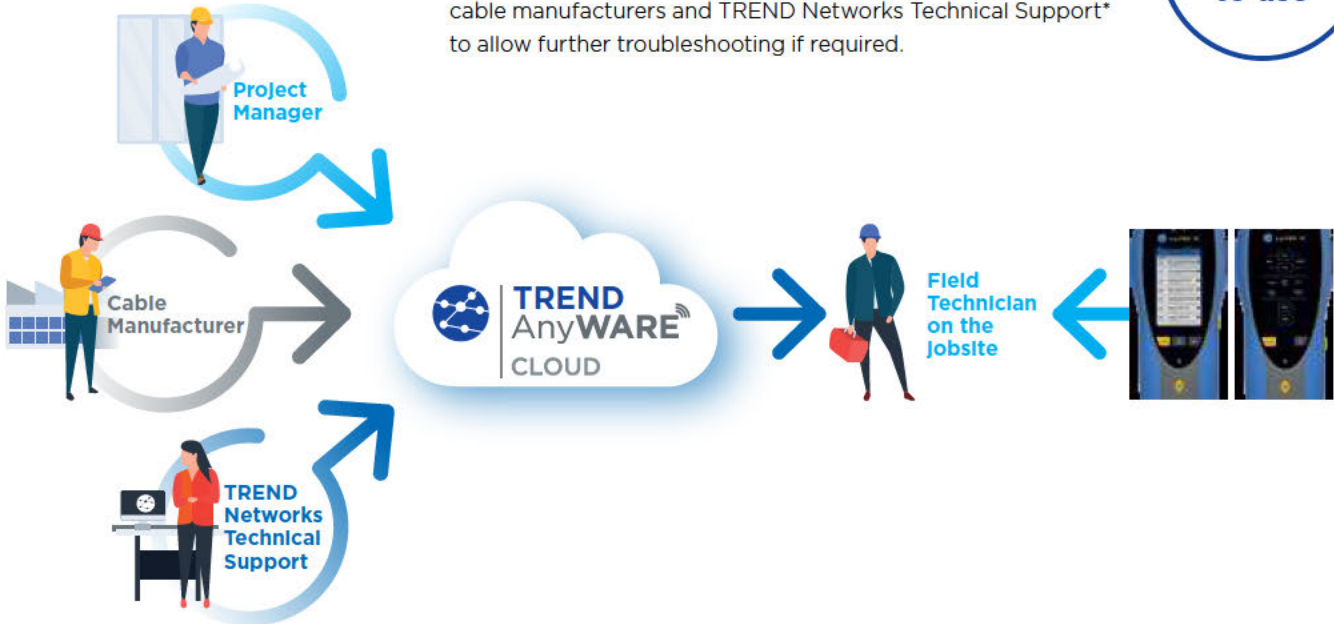 cable manufacturers and TREND Networks Technical Support*
to allow further troubleshooting if required.
Project
Manager
Cable
Manufacturer
TREND
AnyWARE
CLOUD
Field
Technician
on the
Jobsite
TREND
Networks
Technical
Support